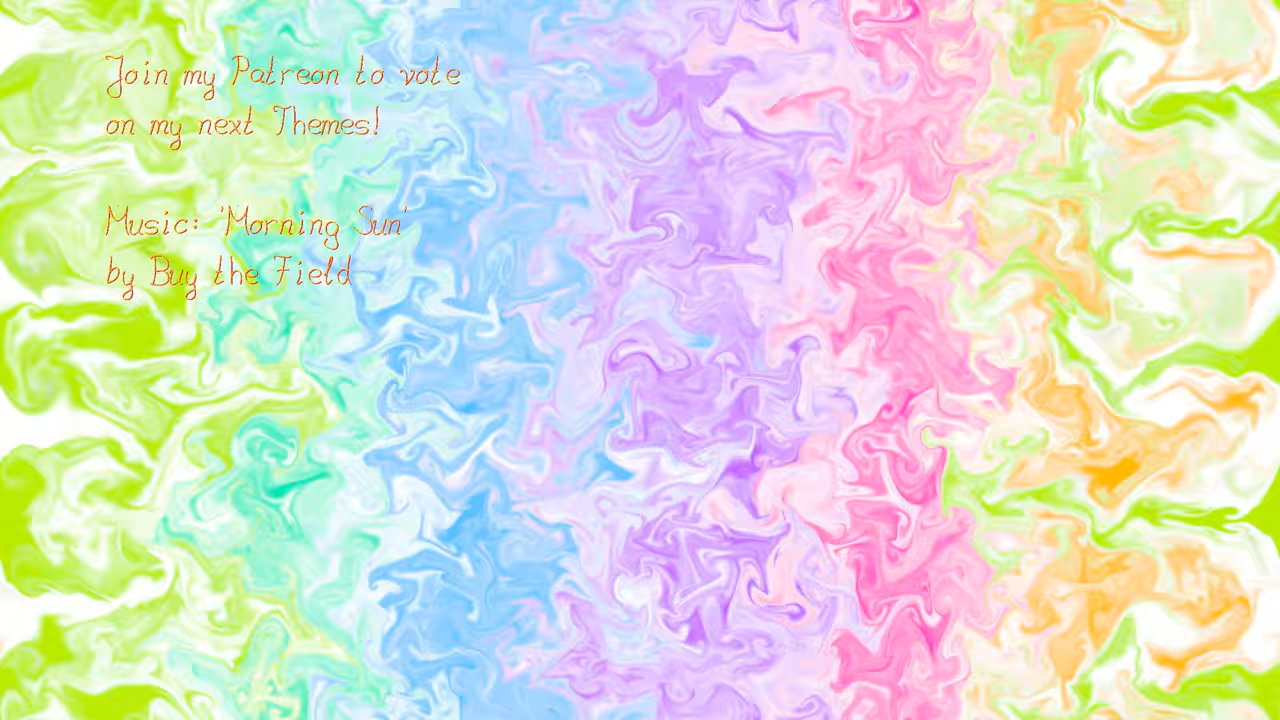 Join my Patreon to vote
on my next Themes!
Music: 'Morning Sun'
by Buy the Field